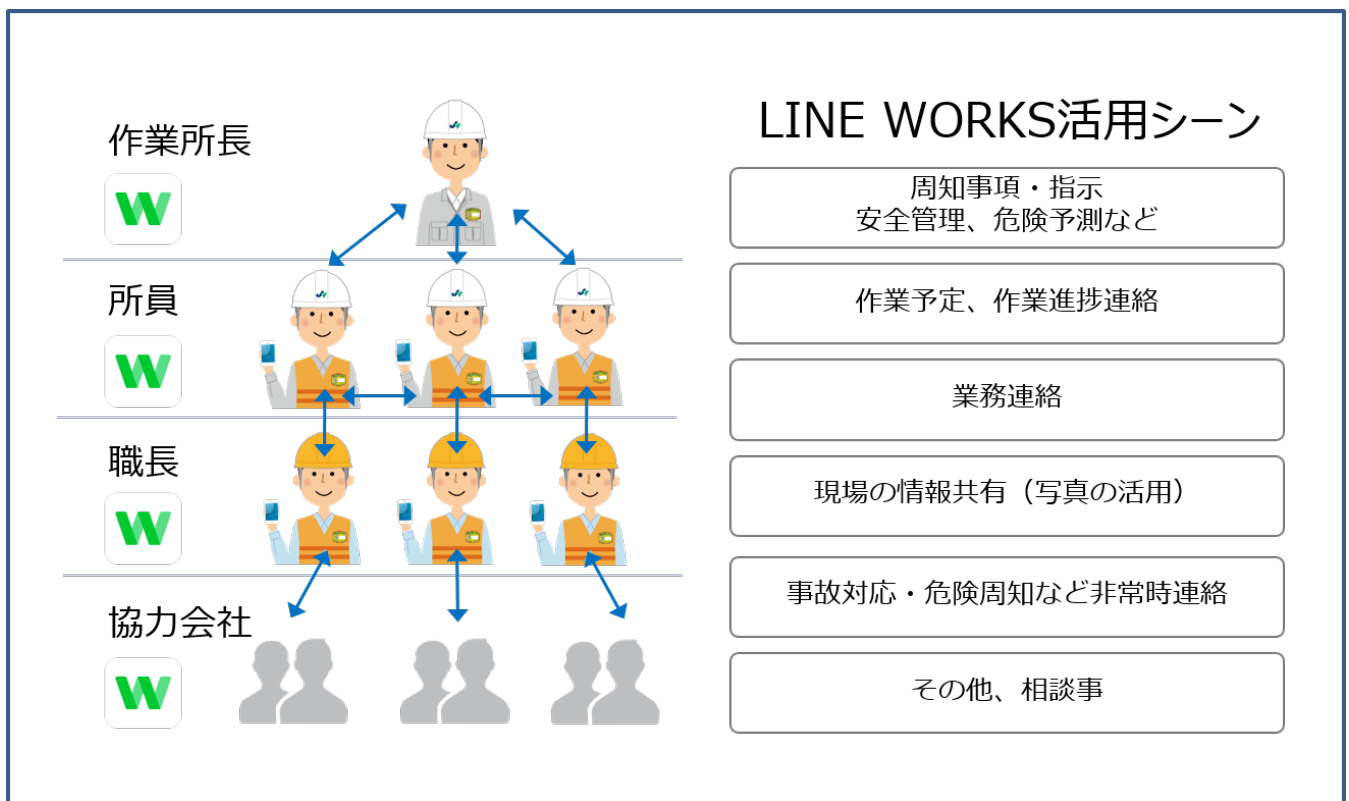 作業所長
所員
職長
協力会社
LINE WORKS活用シーン
周知事項・指示
安全管理、危険予測など
作業予定、作業進捗連絡
業務連絡
現場の情報共有（写真の活用）
事故対応・危険周知など非常時連絡
その他、相談事